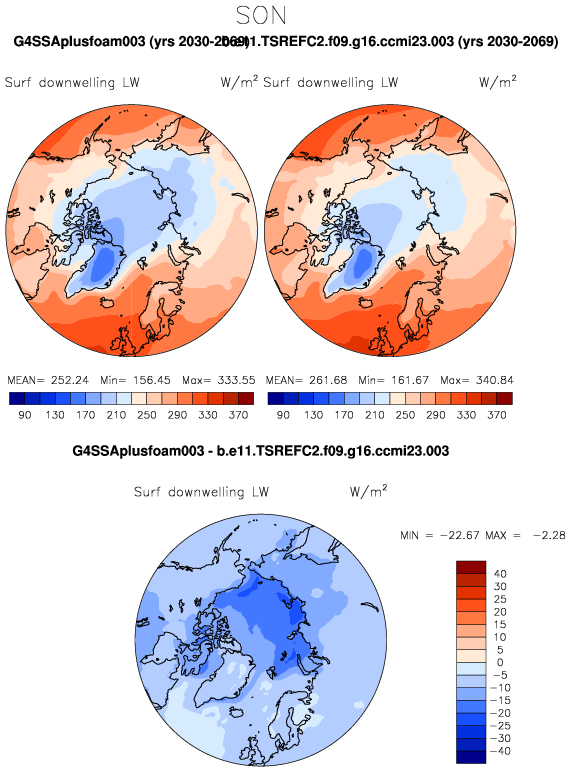 SON
G4SSAplusfoam003 (yrs 2030-2069)
b.e11.TSREFC2.f09.g16.ccmi23.003 (yrs 2030-2069)
Surf downwelling LW W/m²
Surf downwelling LW W/m²
MEAN= 252.24 Min= 156.45 Max= 333.55
MEAN= 261.68 Min= 161.67 Max= 340.84
90 130 170 210 250 290 330 370
90 130 170 210 250 290 330 370
G4SSAplusfoam003 - b.e11.TSREFC2.f09.g16.ccmi23.003
Surf downwelling LW W/m²
MIN = −22.67 MAX = −2.28
40
30
25
20
15
10
5
0
−5
−10
−15
−20
−25
−30
−40